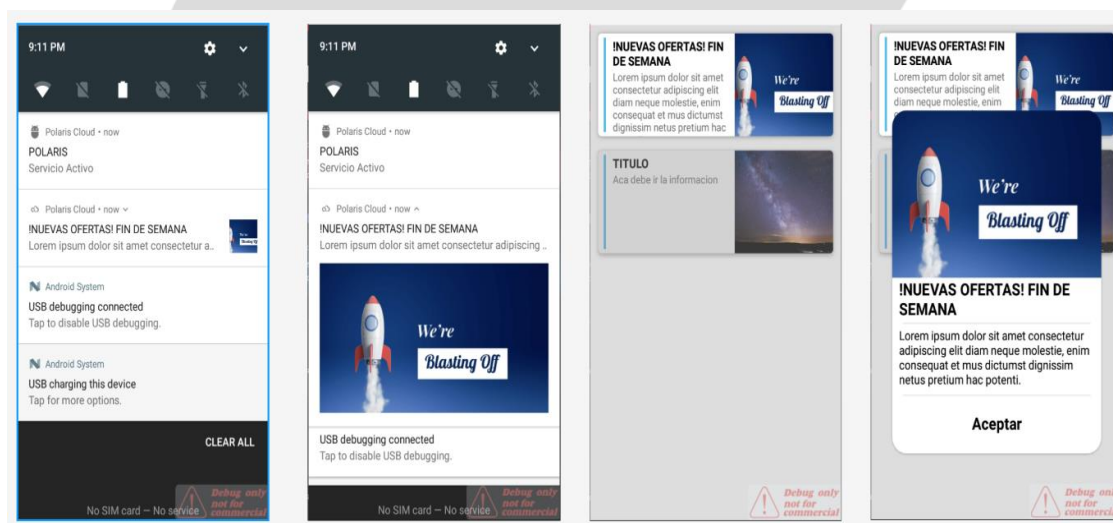 9:11 PM
Polaris Cloud • now
POLARIS
Servicio Activo
Polaris Cloud • now
!NUEVAS OFERTAS! FIN DE SEMANA
Lorem ipsum dolor sit amet consectetur a..
Android System
USB debugging connected
Tap to disable USB debugging.
Android System
USB charging this device
Tap for more options.
CLEAR ALL
No SIM card — No service
Debug only
not for
commercial
9:11 PM
Polaris Cloud • now
POLARIS
Servicio Activo
Polaris Cloud • now
!NUEVAS OFERTAS! FIN DE SEMANA
Lorem ipsum dolor sit amet consectetur adipiscing ..
We're
Blasting Off
USB debugging connected
Tap to disable USB debugging.
No SIM card — No service
Debug only
not for
commercial
!NUEVAS OFERTAS! FIN
DE SEMANA
Lorem ipsum dolor sit amet
consectetur adipiscing elit
diam neque molestie, enim
consequat et mus dictumst
dignissim netus pretium hac
We're
Blasting Off
TITULO
Aca debe ir la informacion
Debug only
not for
commercial
!NUEVAS OFERTAS! FIN
DE SEMANA
Lorem ipsum dolor sit amet
consectetur adipiscing elit
diam neque molestie, enim
We're
Blasting Off
We're
Blasting Off
!NUEVAS OFERTAS! FIN DE
SEMANA
Lorem ipsum dolor sit amet consectetur
adipiscing elit diam neque molestie, enim
consequat et mus dictumst dignissim
netus pretium hac potenti.
Aceptar
Debug only
not for
commercial